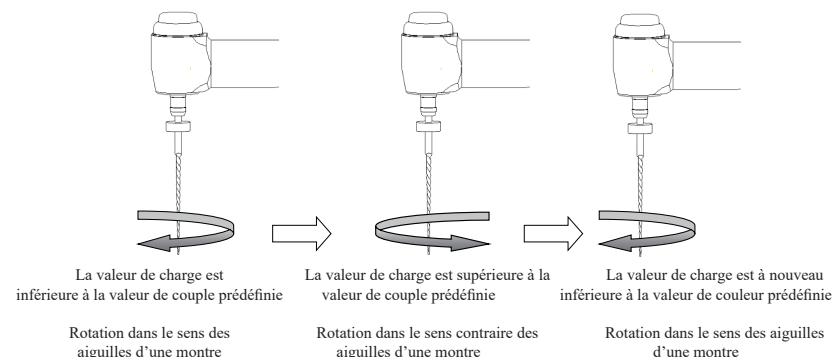 La valeur de charge est
inférieure à la valeur de couple prédéfinie
Rotation dans le sens des
aiguilles d'une montre
La valeur de charge est supérieure à la
valeur de couple prédéfinie
Rotation dans le sens contraire des
aiguilles d'une montre
La valeur de charge est à nouveau
inférieure à la valeur de couleur prédéfinie
Rotation dans le sens des aiguilles
d'une montre